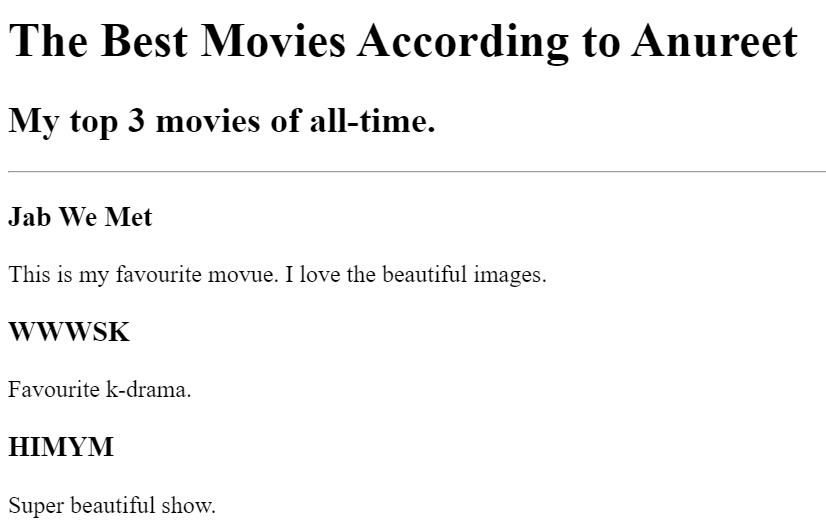 The Best Movies According to Anureet
My top 3 movies of all-time.
Jab We Met
This is my favourite movue. I love the beautiful images.
WWWSK
Favourite k-drama.
HIMYM
Super beautiful show.